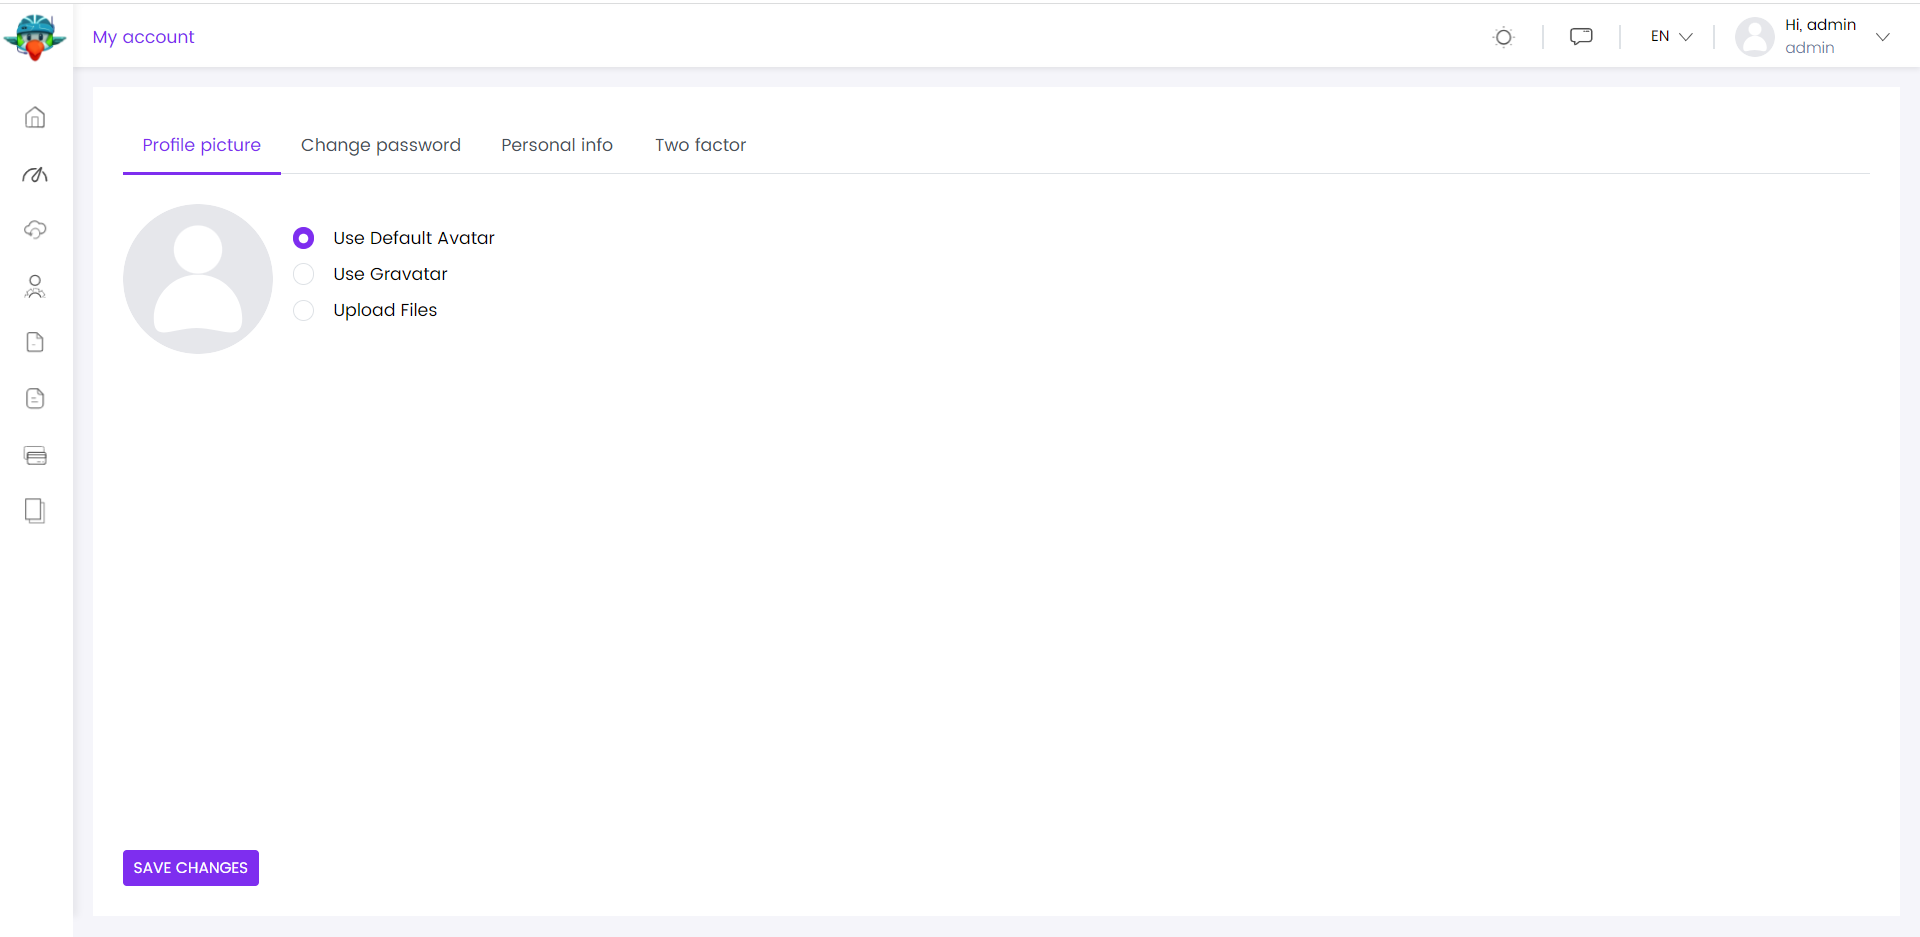 My account
EN
Hi, admin
admin
Profile picture
Change password
Personal info
Two factor
Use Default Avatar
Use Gravatar
Upload Files
SAVE CHANGES